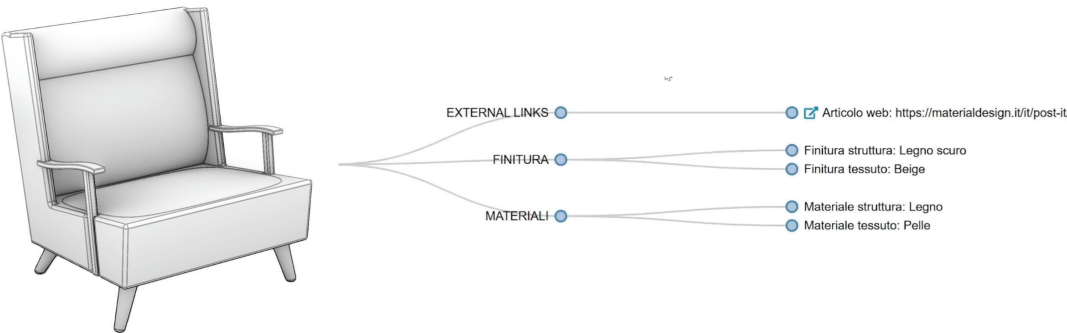 EXTERNAL LINKS
Articolo web: https://materialdesign.it/it/post-it
FINITURA
Finitura struttura: Legno scuro
Finitura tessuto: Beige
MATERIALI
Materiale struttura: Legno
Materiale tessuto: Pelle